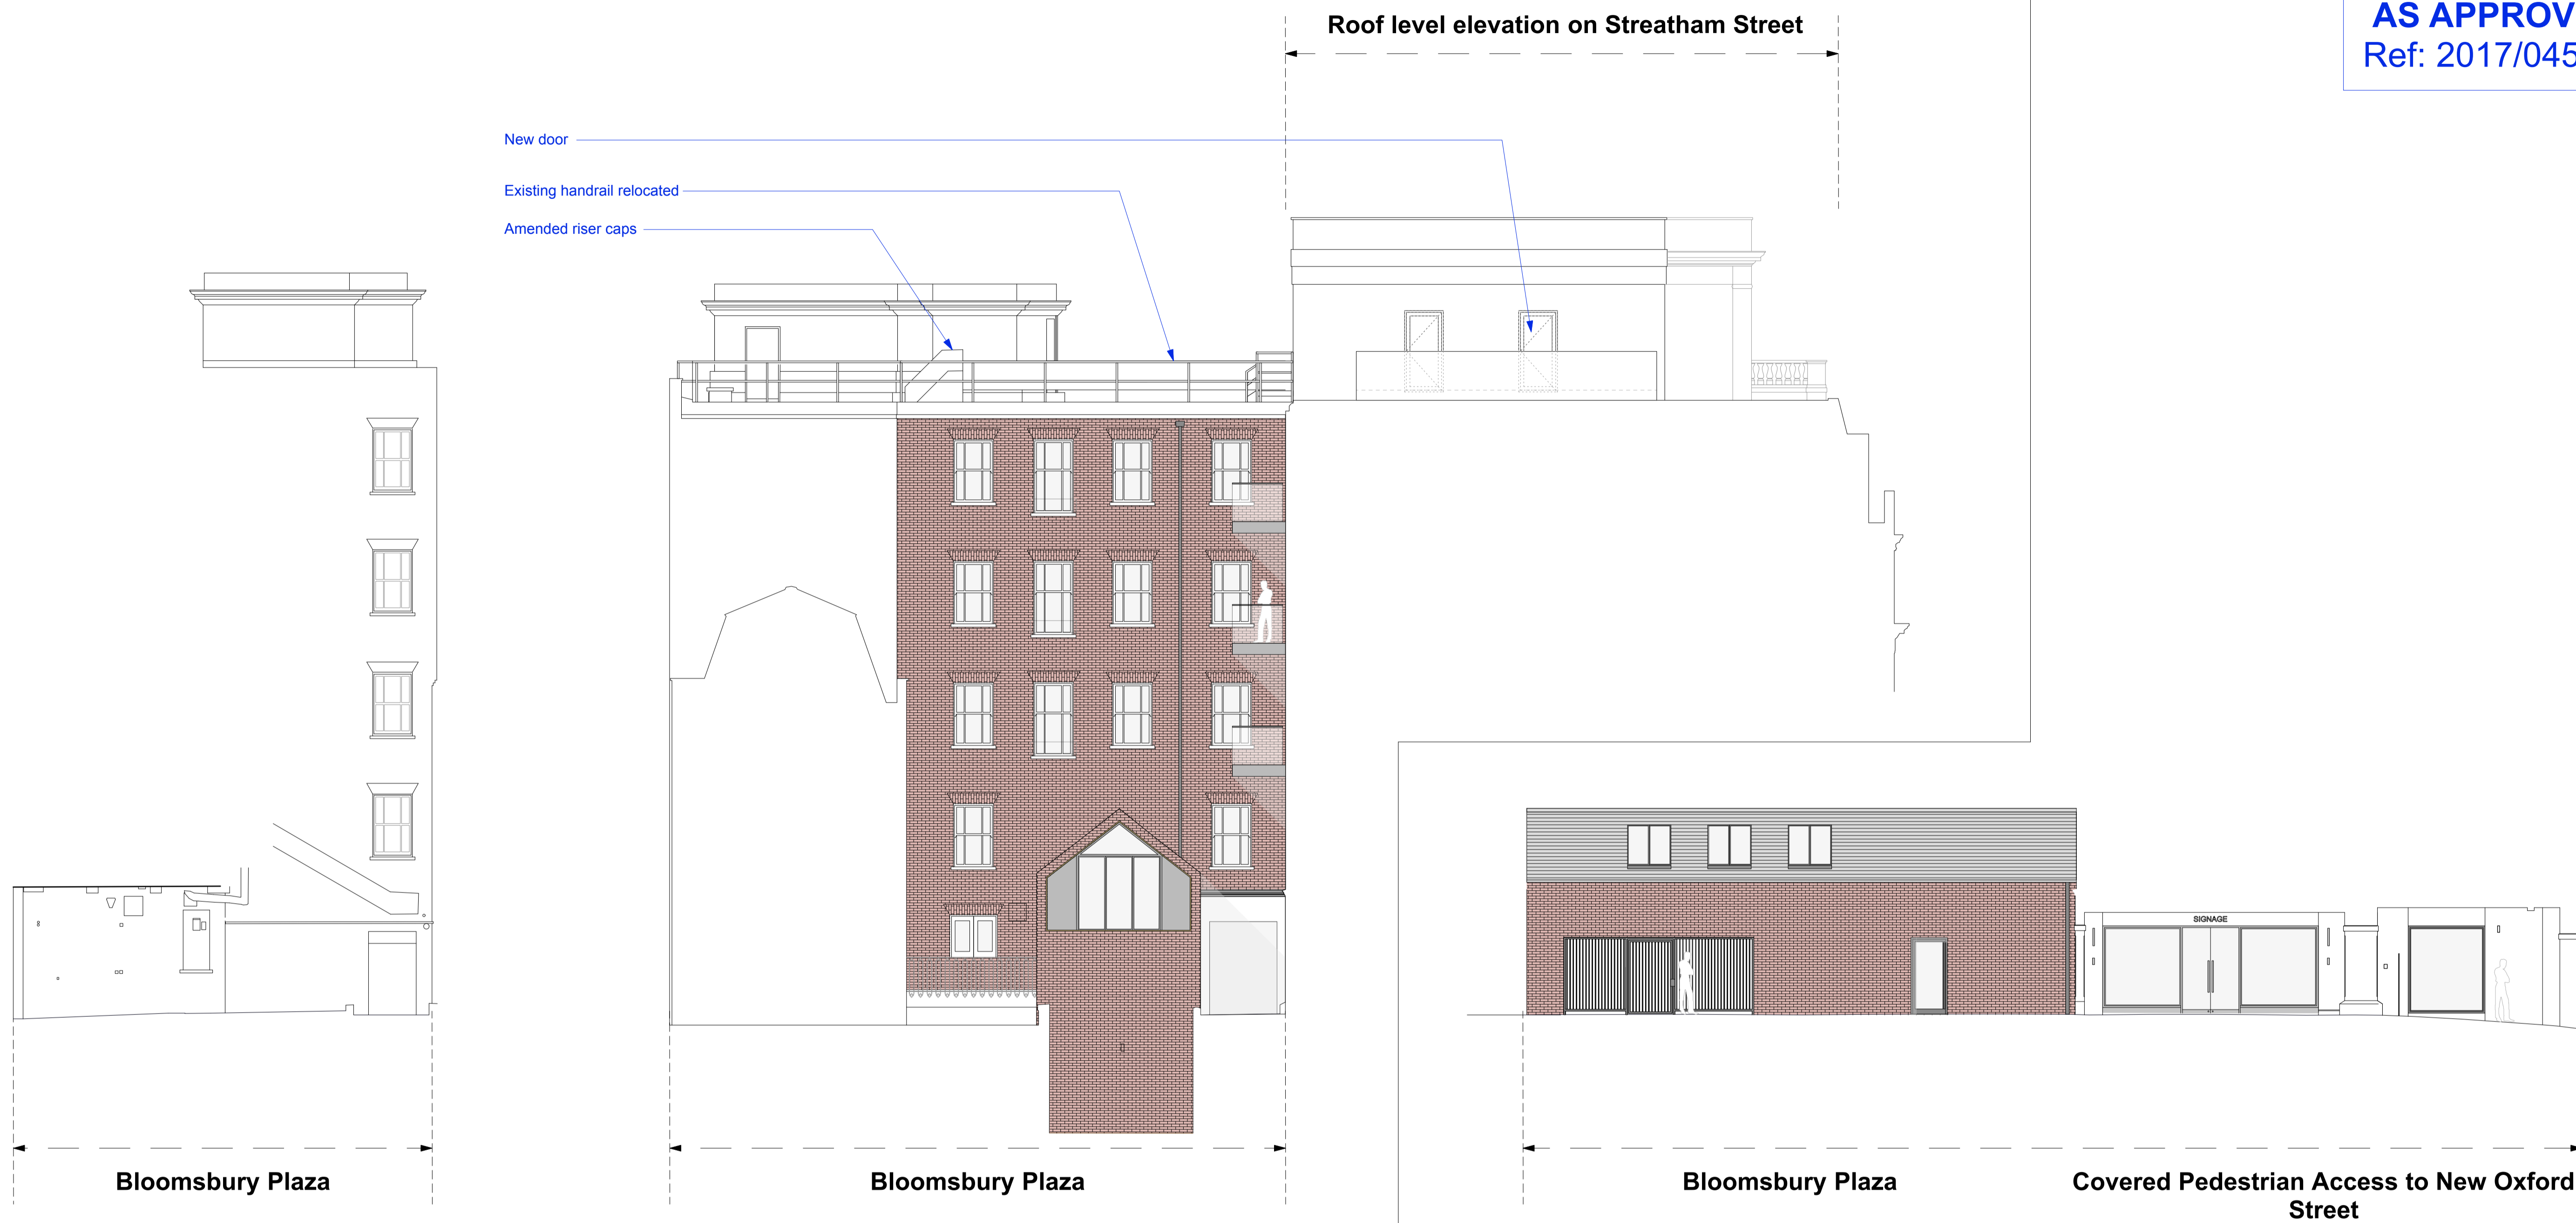 Roof level elevation on Streatham Street
AS APPROV
Ref: 2017/045
New door
Existing handrail relocated
Amended riser caps
SIGNAGE
Bloomsbury Plaza
Bloomsbury Plaza
Bloomsbury Plaza
Covered Pedestrian Access to New Oxford
Street